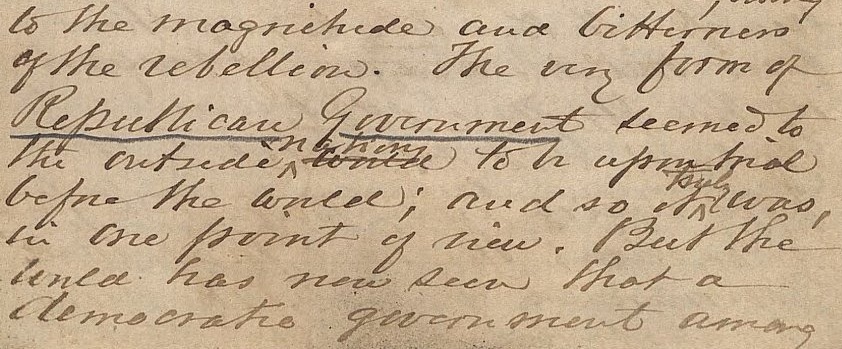 to the magnitude and bitterness
of the rebellion. The very form of
Republican Government seemed to
nations
the outside ^ world to be upon trial
truly
before the world; and so it ^ was,
in one point of view. But the
world has now seen that a
democratic government among